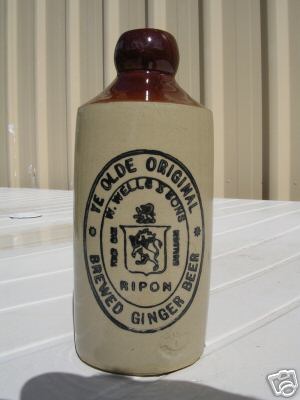 YE OLDE ORIGINAL
W. WELLS & SONS
RIPON
BREWED GINGER BEER